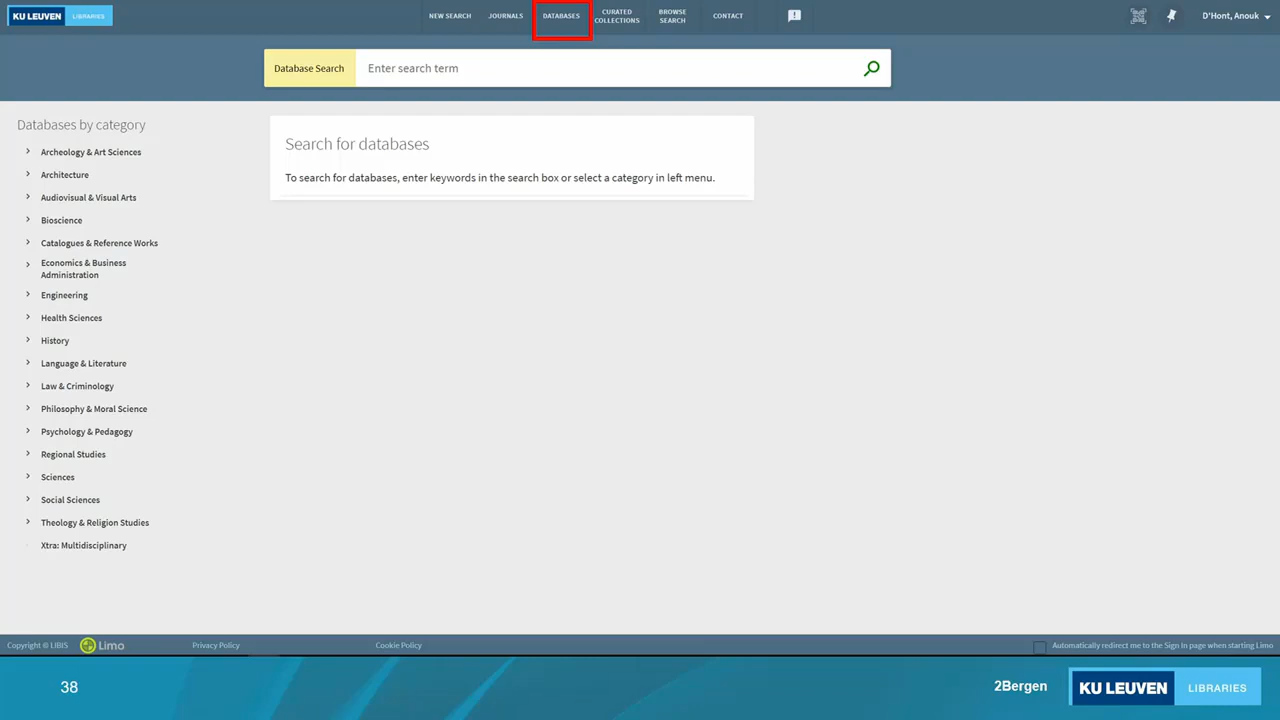 KU LEUVEN LIBRARIES
NEW SEARCH
JOURNALS
DATABASES
CURATED
COLLECTIONS
BROWSE
SEARCH
CONTACT
D'Hont, Anouk
Database Search
Enter search term
Databases by category
Archeology & Art Sciences
Architecture
Audiovisual & Visual Arts
Bioscience
Catalogues & Reference Works
Economics & Business
Administration
Engineering
Health Sciences
History
Language & Literature
Law & Criminology
Philosophy & Moral Science
Psychology & Pedagogy
Regional Studies
Sciences
Social Sciences
Theology & Religion Studies
Xtra: Multidisciplinary
Search for databases
To search for databases, enter keywords in the search box or select a category in left menu.
Copyright © LIBIS
Limo
Privacy Policy
Cookie Policy
Automatically redirect me to the Sign In page when starting Limo
38
2Bergen
KU LEUVEN LIBRARIES